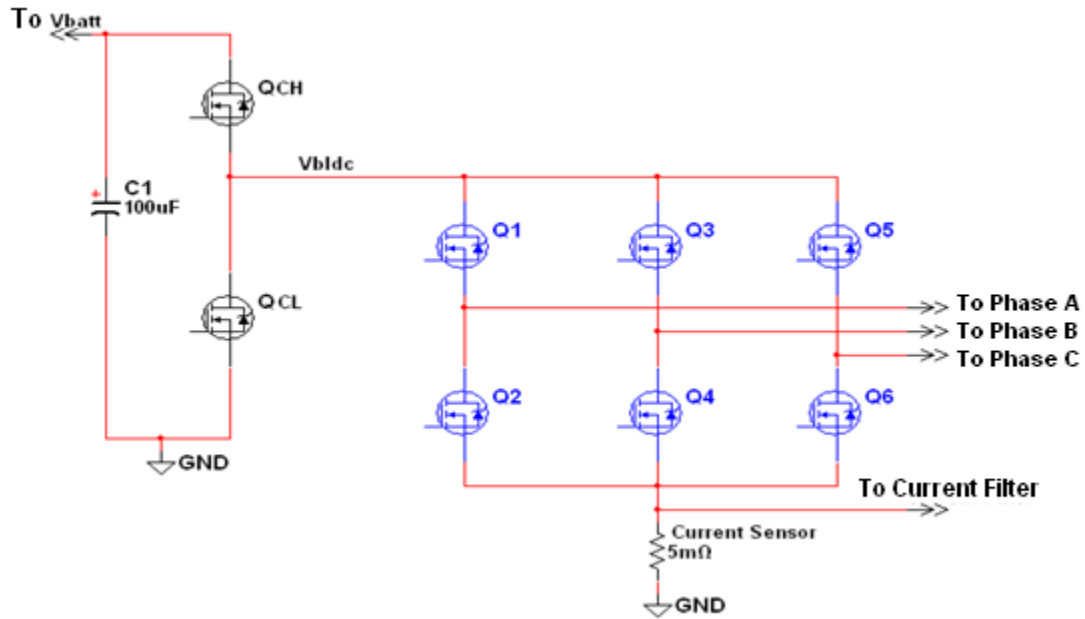 To Vbatt
QCH
Vbldc
C1
100uF
+
Q1
Q3
Q5
QCL
To Phase A
To Phase B
To Phase C
Q2
Q4
Q6
GND
To Current Filter
Current Sensor
5mΩ
GND